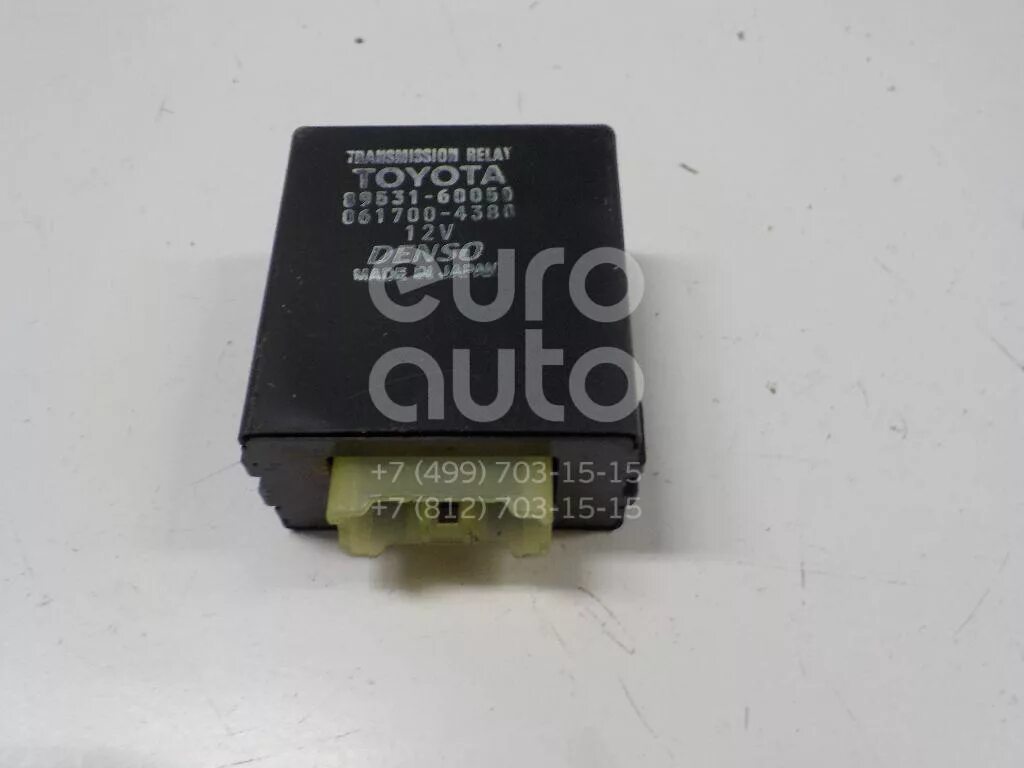 TRANSMISSION RELAY
TOYOTA
89531-60050
061700-4380
12V
DENSO
MADE IN JAPAN
euro
auto
+7 (499) 703-15-15
+7 (812) 703-15-15